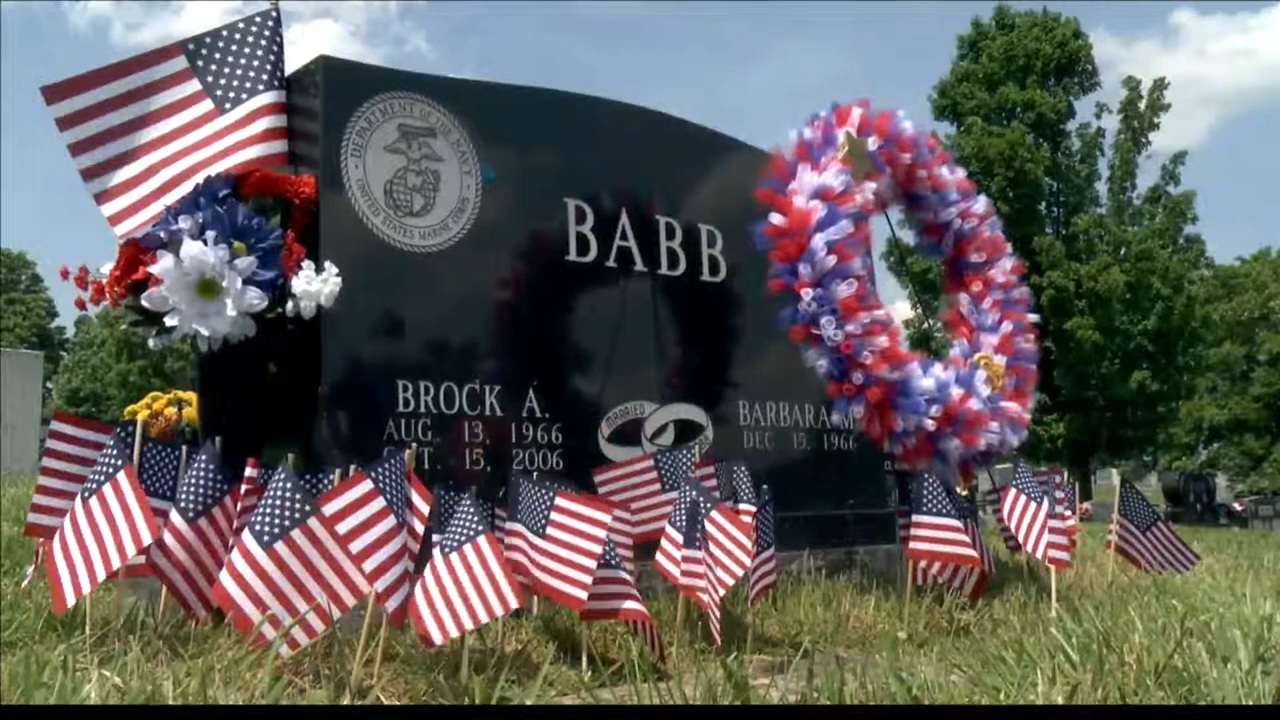 DEPARTMENT OF THE NAVY
UNITED STATES MARINE CORPS
BABB
BROCK A.
AUG. 13, 1966
OCT. 15, 2006
MARRIED
BARBARA M
DEC 15, 1966